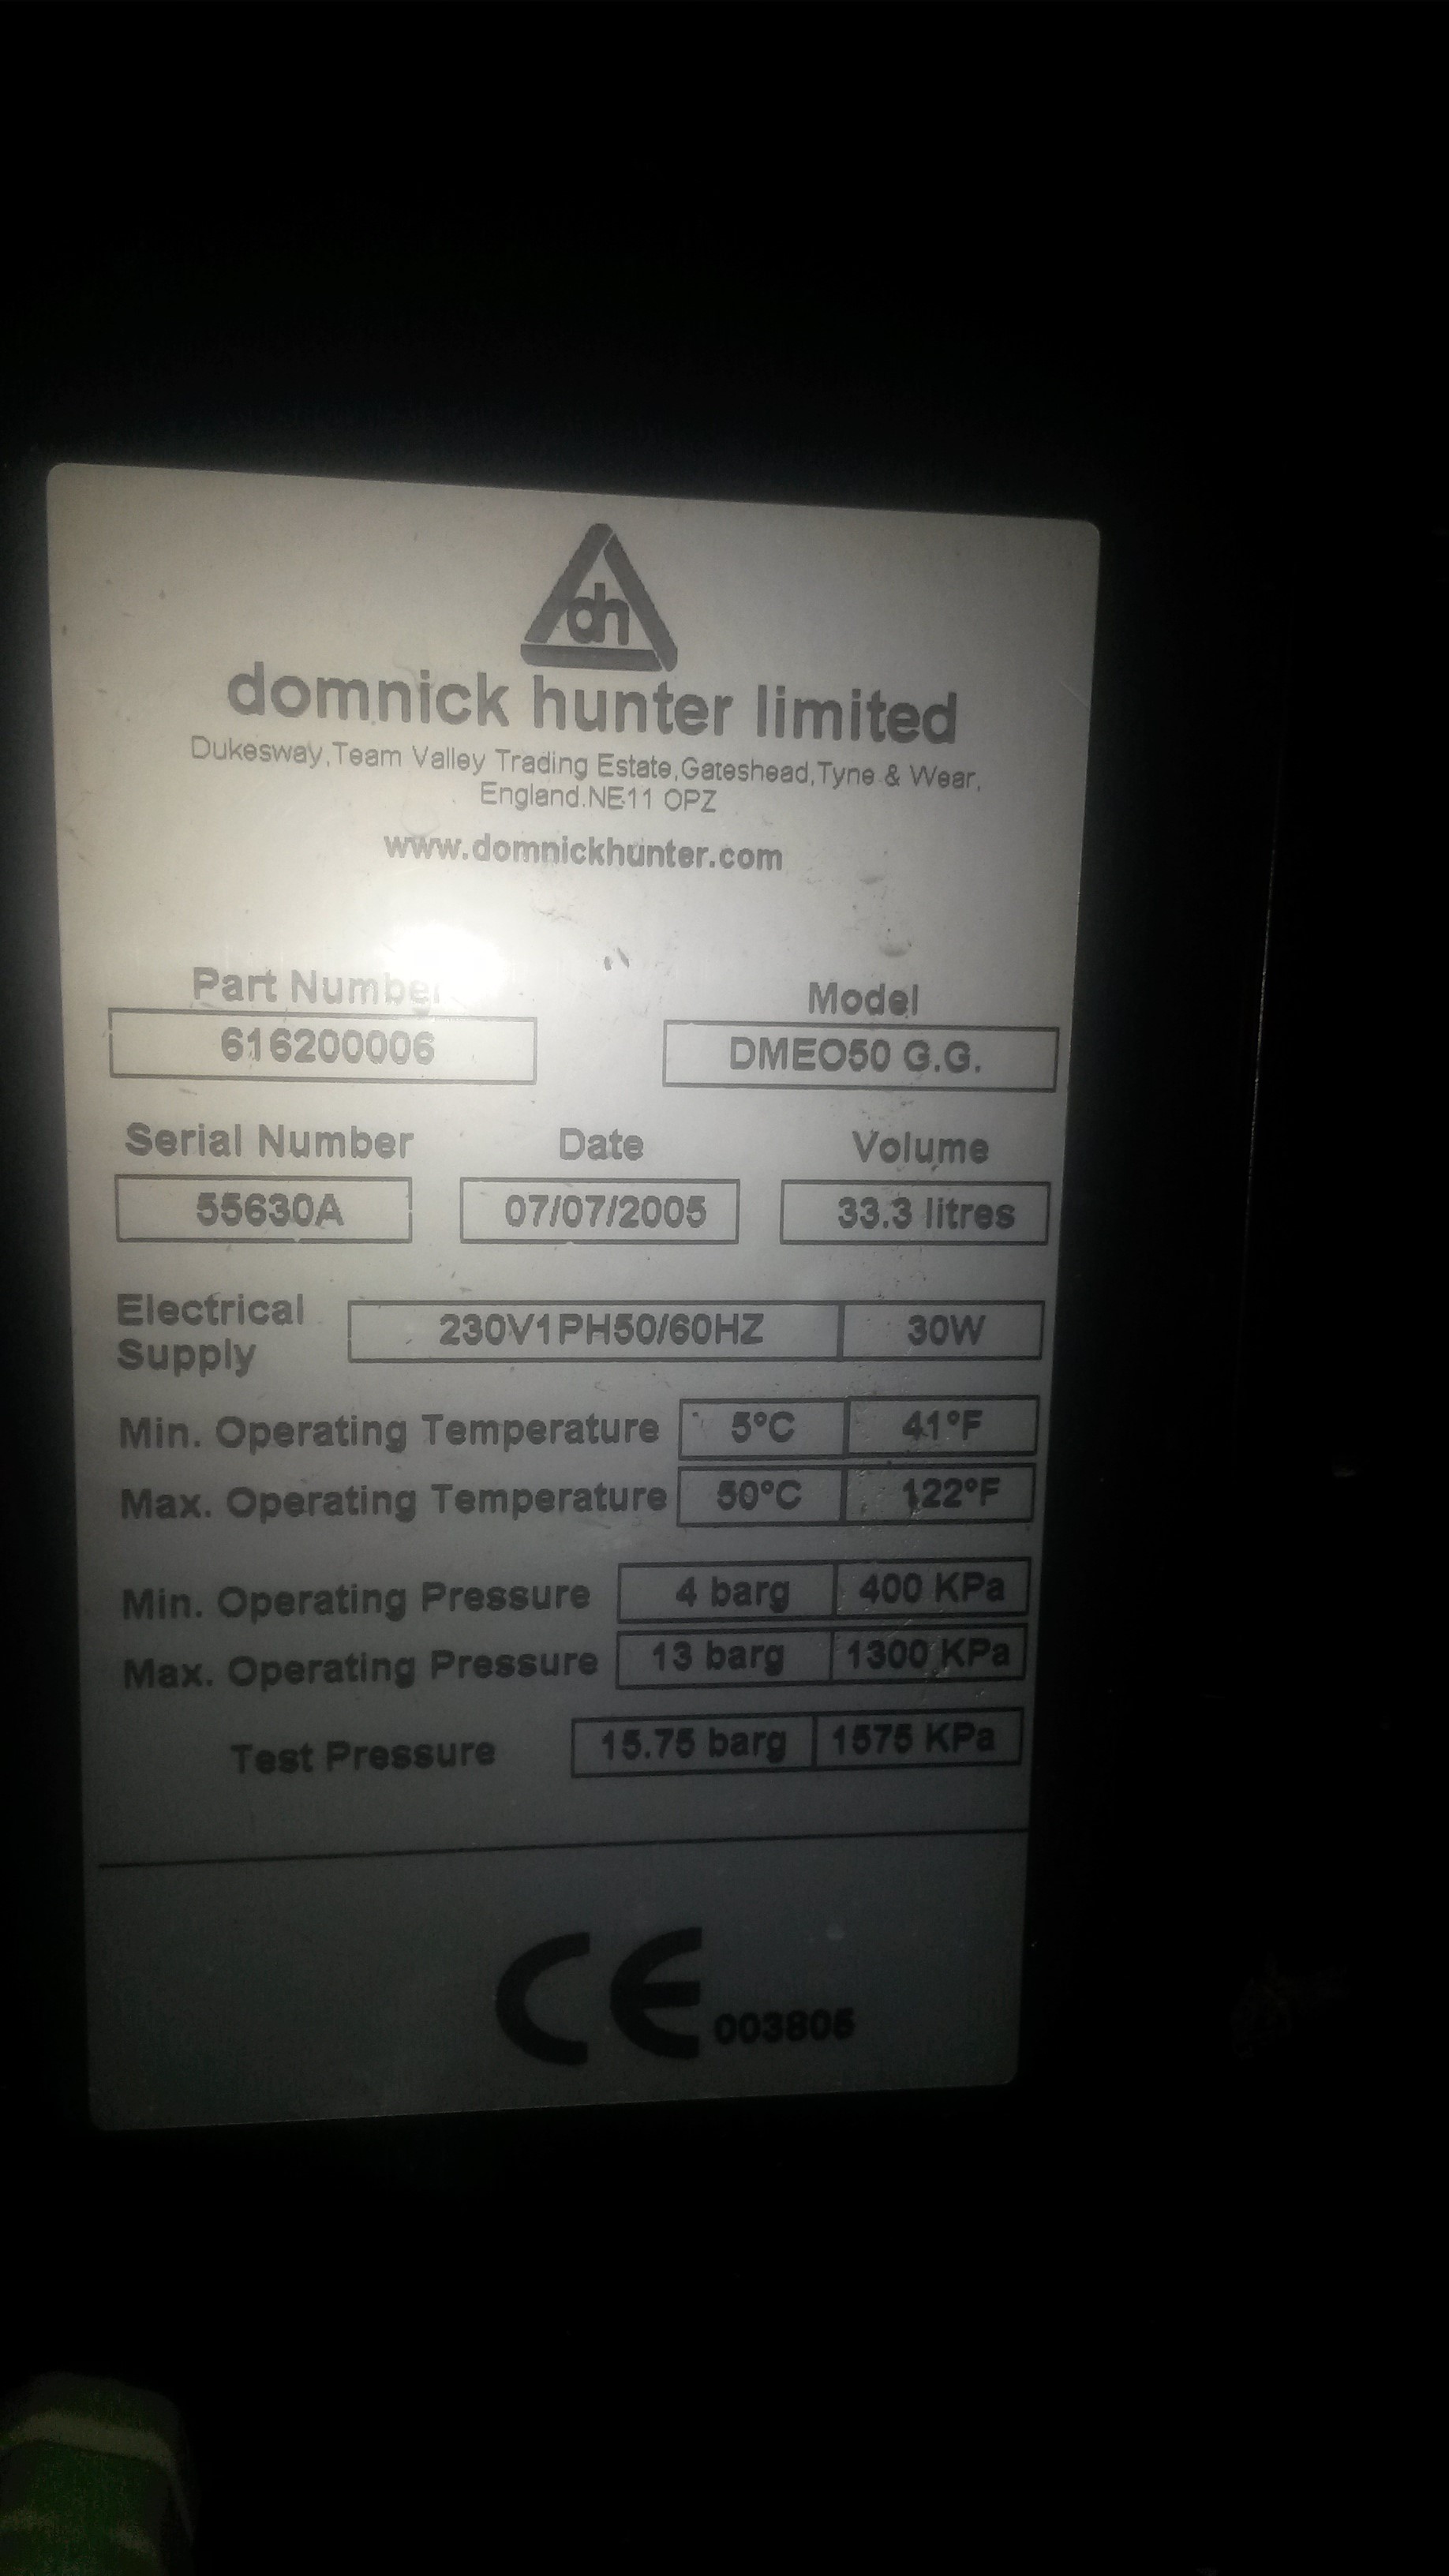 dh
domnick hunter limited
Dukesway,Team Valley Trading Estate,Gateshead,Tyne & Wear,
England.NE11 OPZ
www.domnickhunter.com
Part Number Model
616200006 DMEO50 G.G.
Serial Number Date Volume
55630A 07/07/2005 33.3 litres
Electrical
Supply 230V1PH50/60HZ 30W
Min. Operating Temperature 5°C 41°F
Max. Operating Temperature 50°C 122°F
Min. Operating Pressure 4 barg 400 KPa
Max. Operating Pressure 13 barg 1300 KPa
Test Pressure 15.75 barg 1575 KPa
CE 003805